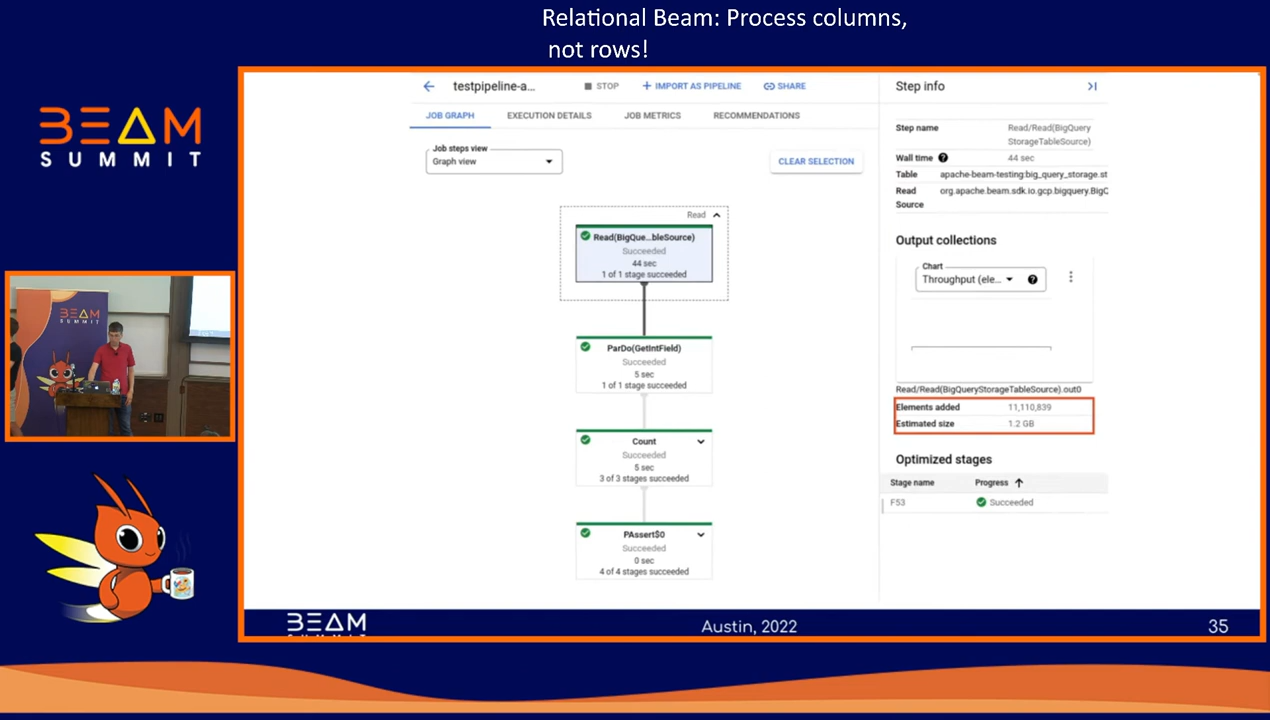 Relational Beam: Process columns,
not rows!
BEAM
SUMMIT
testpipeline-a...
STOP
IMPORT AS PIPELINE
SHARE
JOB GRAPH
EXECUTION DETAILS
JOB METRICS
RECOMMENDATIONS
Job steps view
Graph view
CLEAR SELECTION
Read
Read(BigQue...bleSource)
Succeeded
44 sec
1 of 1 stage succeeded
ParDo(GetIntField)
Succeeded
5 sec
1 of 1 stage succeeded
Count
Succeeded
5 sec
3 of 3 stages succeeded
PAssert$0
Succeeded
0 sec
4 of 4 stages succeeded
Step info
Step name Read/Read(BigQuery
StorageTableSource)
Wall time 44 sec
Table apache-beam-testing:big_query_storage.st
Read org.apache.beam.sdk.io.gcp.bigquery.BigQ
Source
Output collections
Chart
Throughput (ele...
Read/Read(BigQueryStorageTableSource).out0
Elements added 11,110,839
Estimated size 1.2 GB
Optimized stages
Stage name Progress
F53 Succeeded
BEAM
SUMMIT
BEAM
Austin, 2022
35